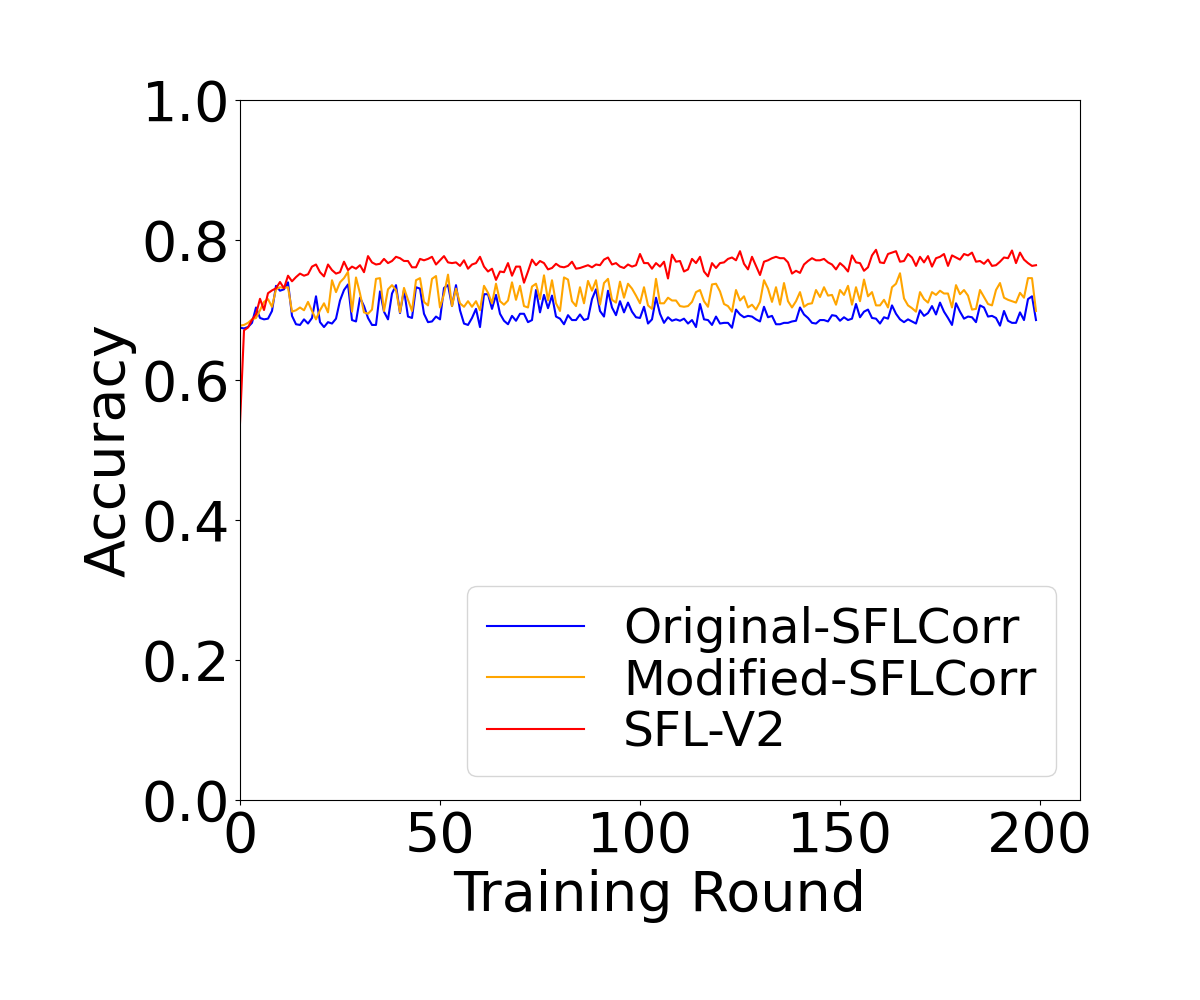 1.0
0.8
0.6
0.4
0.2
0.0
Accuracy
Original-SFLCorr
Modified-SFLCorr
SFL-V2
0 50 100 150 200
Training Round